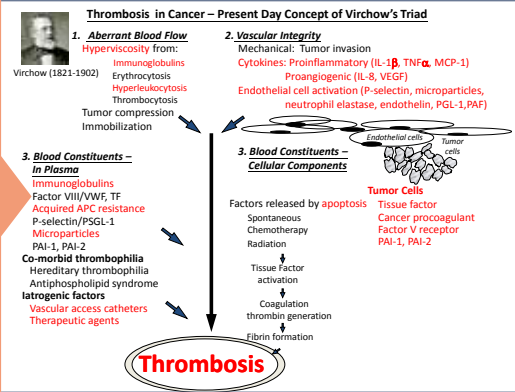 Thrombosis in Cancer – Present Day Concept of Virchow's Triad
Virchow (1821-1902)
1. Aberrant Blood Flow
Hyperviscosity from:
Immunoglobulins
Erythrocytosis
Hyperleukocytosis
Thrombocytosis
Tumor compression
Immobilization
2. Vascular Integrity
Mechanical: Tumor invasion
Cytokines: Proinflammatory (IL-1β, TNFα, MCP-1)
Proangiogenic (IL-8, VEGF)
Endothelial cell activation (P-selectin, microparticles,
neutrophil elastase, endothelin, PGL-1,PAF)
Endothelial cells
Tumor
cells
3. Blood Constituents –
In Plasma
Immunoglobulins
Factor VIII/VWF, TF
Acquired APC resistance
P-selectin/PSGL-1
Microparticles
PAI-1, PAI-2
Co-morbid thrombophilia
Hereditary thrombophilia
Antiphospholipid syndrome
Iatrogenic factors
Vascular access catheters
Therapeutic agents
3. Blood Constituents –
Cellular Components
Factors released by apoptosis
Spontaneous
Chemotherapy
Radiation
Tissue Factor
activation
Coagulation
thrombin generation
Fibrin formation
Tumor Cells
Tissue factor
Cancer procoagulant
Factor V receptor
PAI-1, PAI-2
Thrombosis